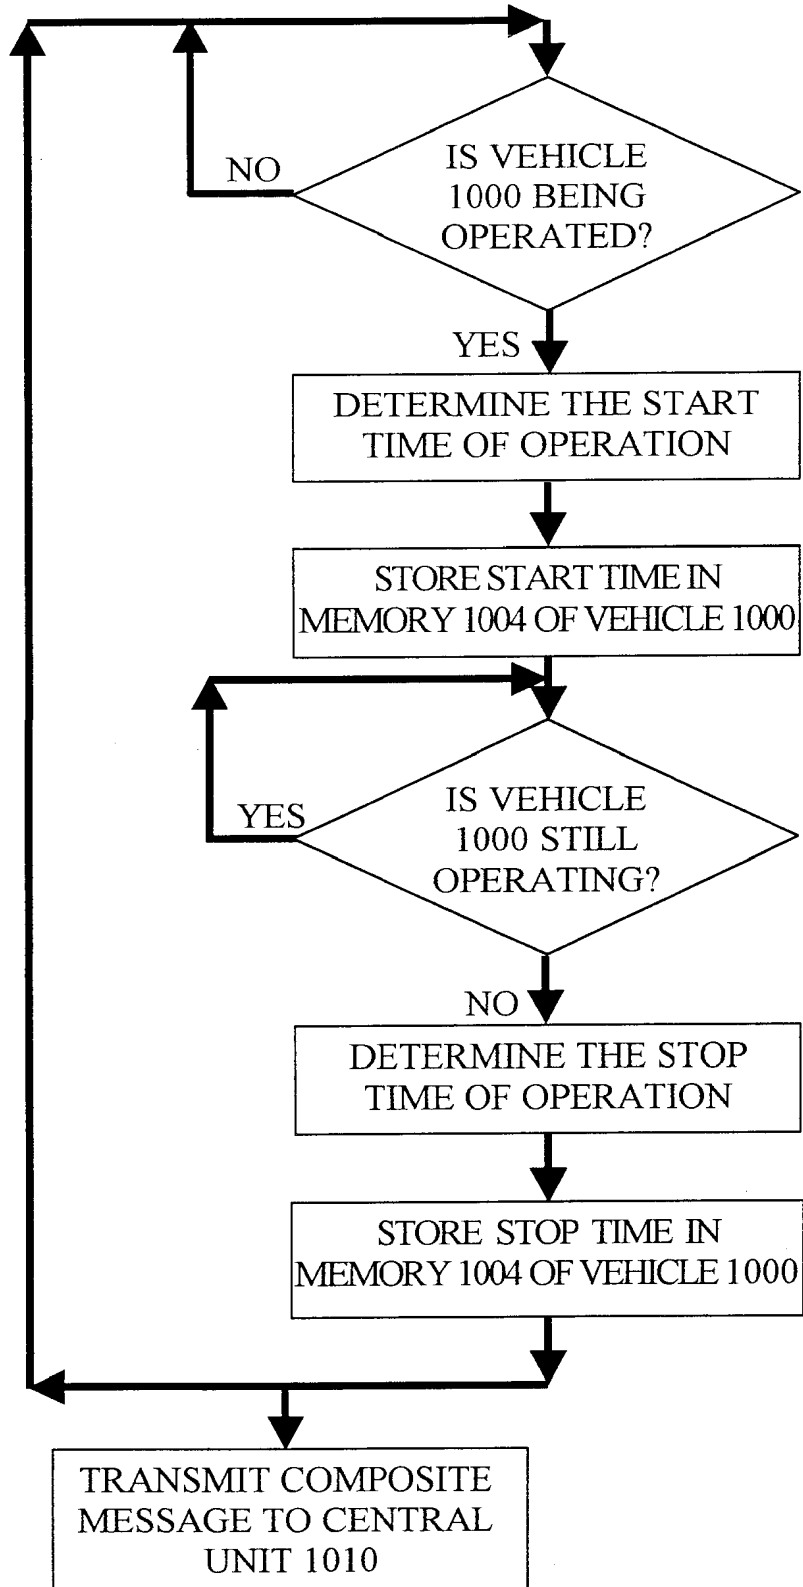 IS VEHICLE
1000 BEING
OPERATED?
NO
YES
DETERMINE THE START
TIME OF OPERATION
STORE START TIME IN
MEMORY 1004 OF VEHICLE 1000
IS VEHICLE
1000 STILL
OPERATING?
YES
NO
DETERMINE THE STOP
TIME OF OPERATION
STORE STOP TIME IN
MEMORY 1004 OF VEHICLE 1000
TRANSMIT COMPOSITE
MESSAGE TO CENTRAL
UNIT 1010